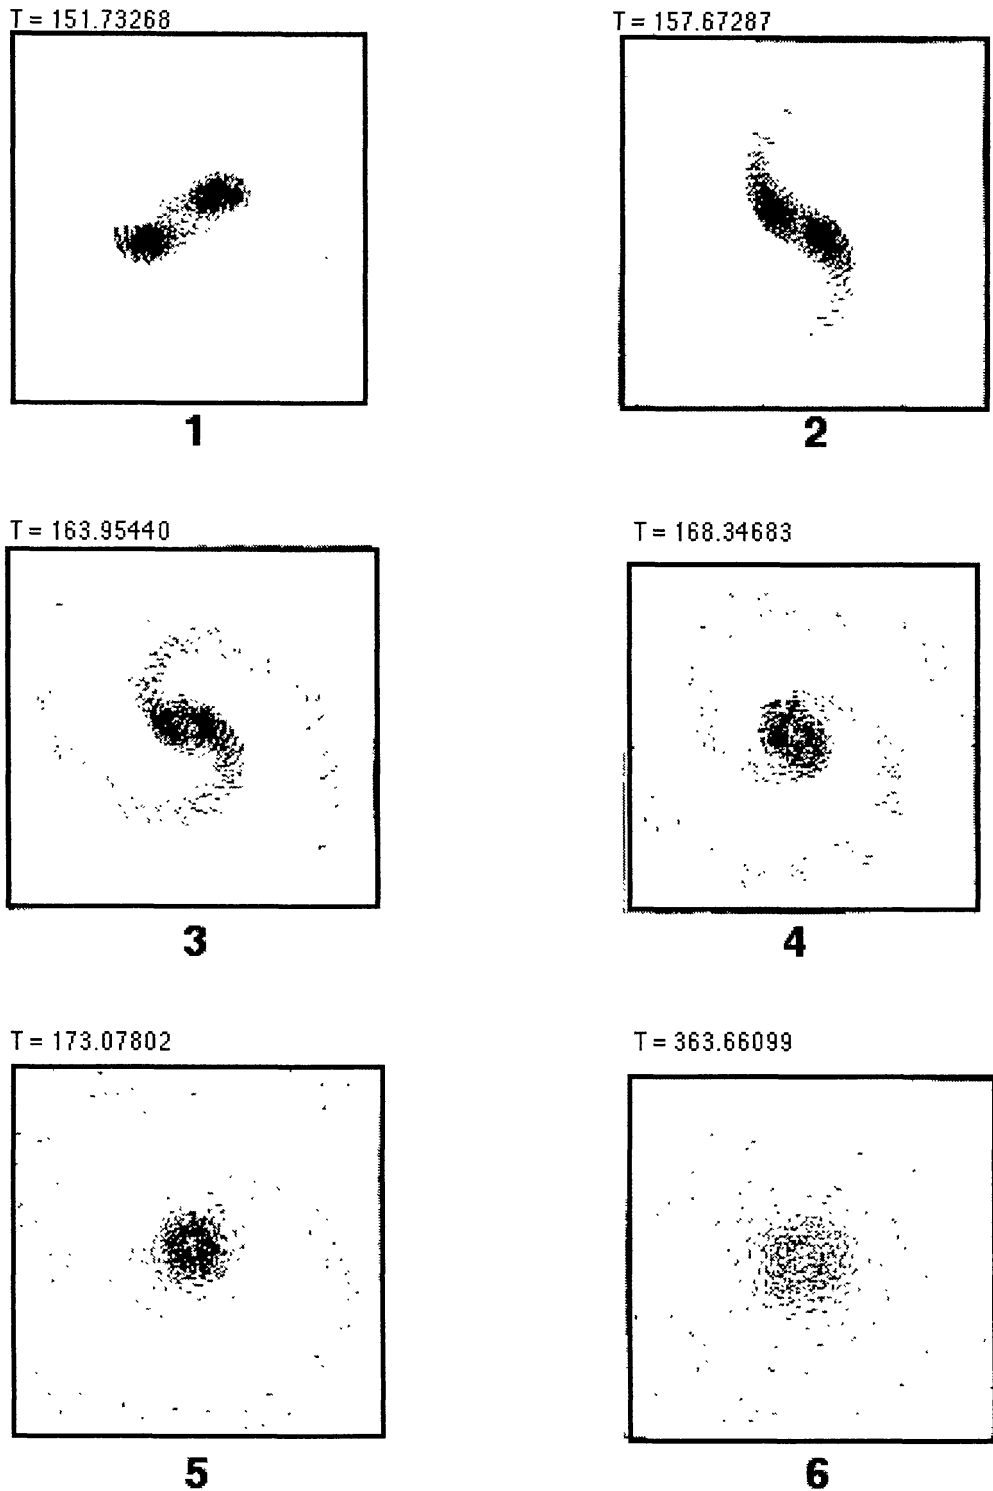 T = 151.73268
T = 157.67287
1
2
T = 163.95440
T = 168.34683
3
4
T = 173.07802
T = 363.66099
5
6